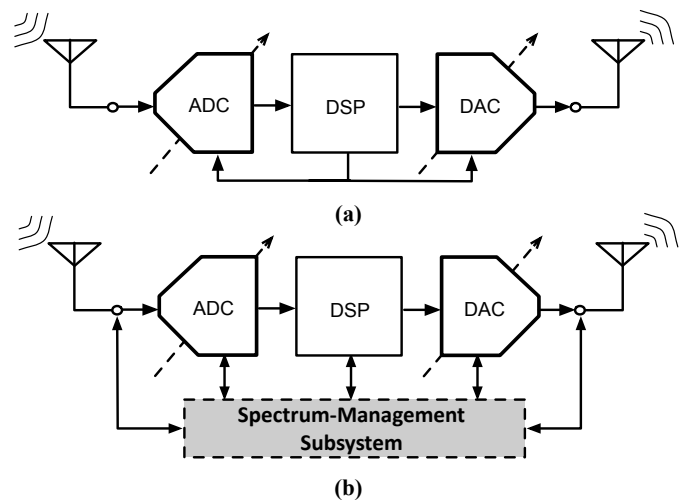 ADC
DSP
DAC
(a)
ADC
DSP
DAC
Spectrum-Management
Subsystem
(b)